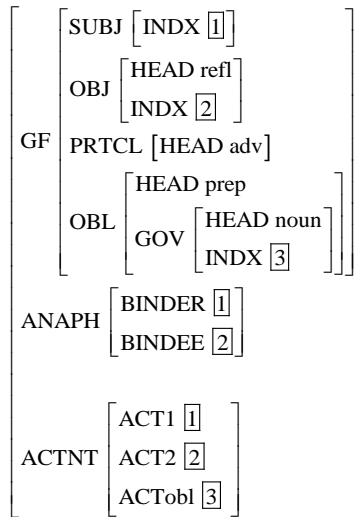 SUBJ [INDX 1]
OBJ [HEAD refl
INDX 2]
GF
PRTCL [HEAD adv]
OBL [HEAD prep
GOV [HEAD noun
INDX 3]]
ANAPH [BINDER 1
BINDEE 2]
ACTNT [ACT1 1
ACT2 2
ACTobl 3]